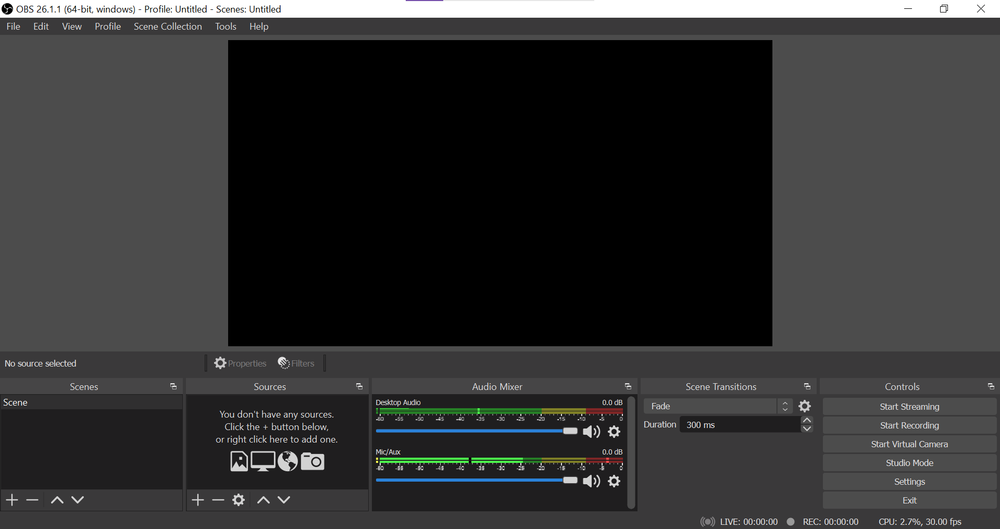 OBS 26.1.1 (64-bit, windows) - Profile: Untitled - Scenes: Untitled
File Edit View Profile Scene Collection Tools Help
No source selected
Properties Filters
Scenes
Scene
Sources
You don't have any sources.
Click the + button below,
or right click here to add one.
Audio Mixer
Desktop Audio 0.0 dB
-60 -55 -50 -45 -40 -35 -30 -25 -20 -15 -10 -5 0
Mic/Aux 0.0 dB
-60 -55 -50 -45 -40 -35 -30 -25 -20 -15 -10 -5 0
Scene Transitions
Fade
Duration 300 ms
Controls
Start Streaming
Start Recording
Start Virtual Camera
Studio Mode
Settings
Exit
LIVE: 00:00:00 REC: 00:00:00 CPU: 2.7%, 30.00 fps